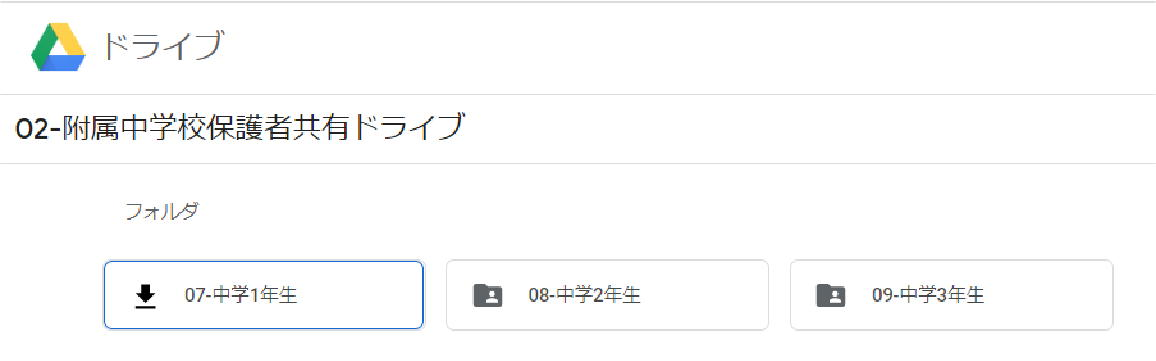 ドライブ
02-附属中学校保護者共有ドライブ
フォルダ
07-中学1年生
08-中学2年生
09-中学3年生